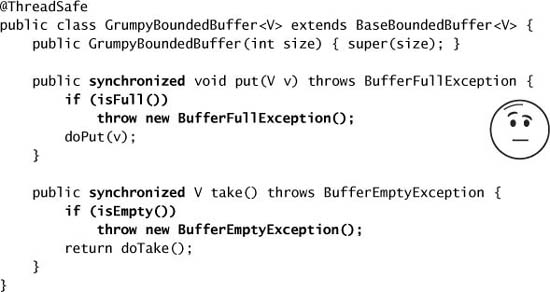 @ThreadSafe
public class GrumpyBoundedBuffer<V> extends BaseBoundedBuffer<V> {
    public GrumpyBoundedBuffer(int size) { super(size); }

    public synchronized void put(V v) throws BufferFullException {
        if (isFull())
            throw new BufferFullException();
        doPut(v);
    }

    public synchronized V take() throws BufferEmptyException {
        if (isEmpty())
            throw new BufferEmptyException();
        return doTake();
    }
}